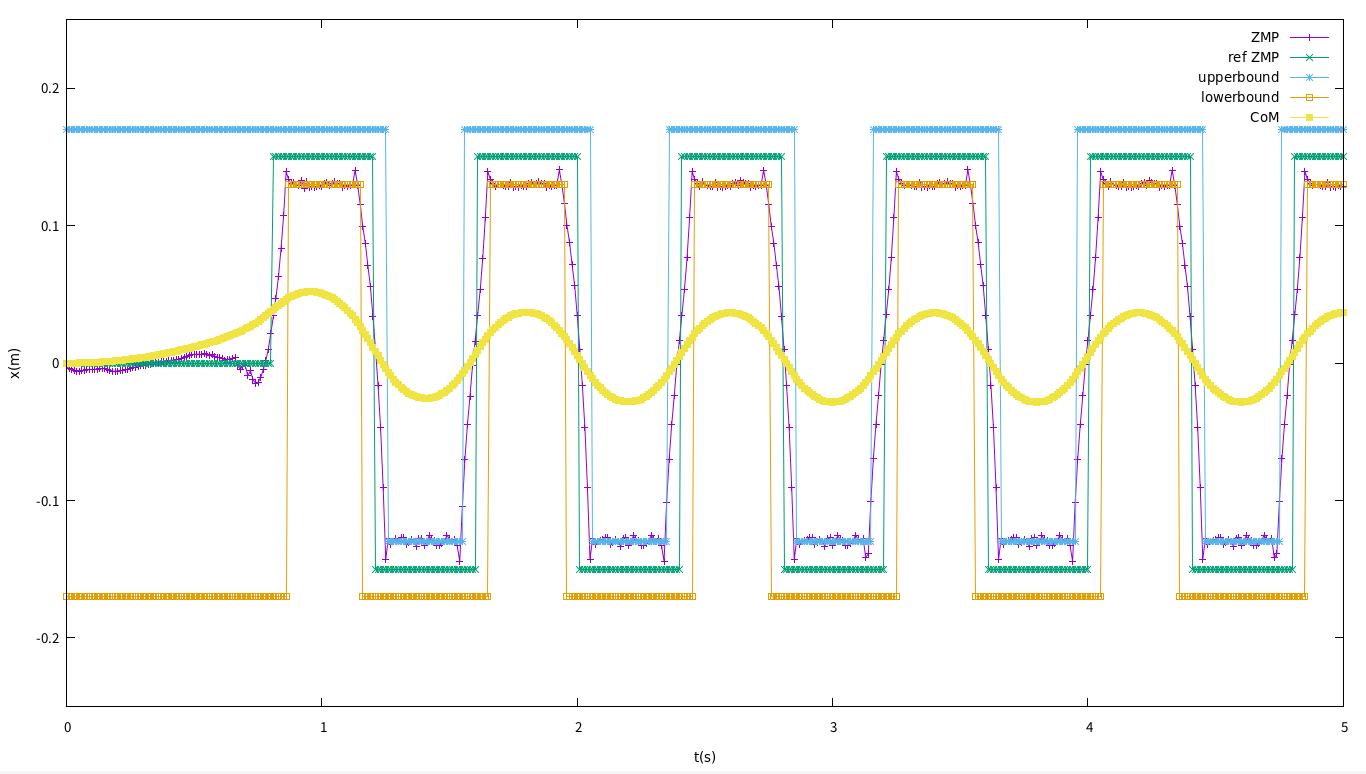 ZMP
ref ZMP
upperbound
lowerbound
CoM
0.2
0.1
0
-0.1
-0.2
x(m)
0 1 2 3 4 5
t(s)